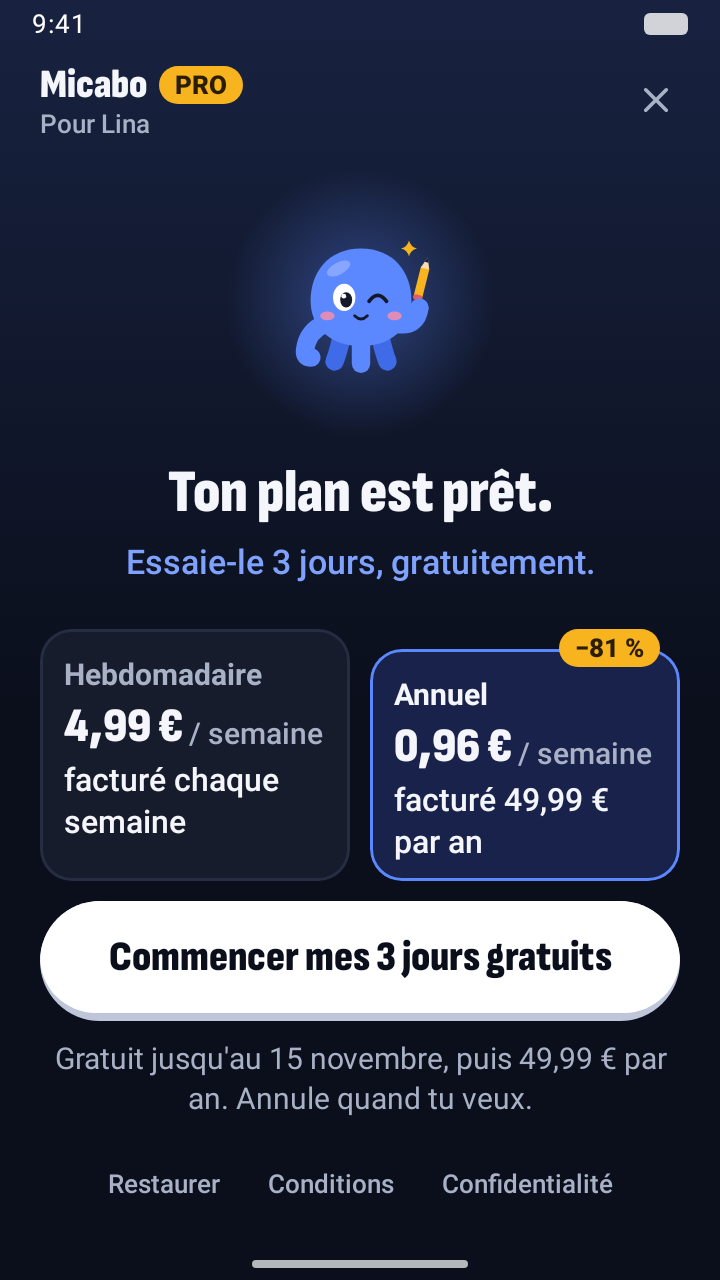 9:41
Micabo PRO
Pour Lina
Ton plan est prêt.
Essaie-le 3 jours, gratuitement.
Hebdomadaire
4,99 € / semaine
facturé chaque
semaine
−81 %
Annuel
0,96 € / semaine
facturé 49,99 €
par an
Commencer mes 3 jours gratuits
Gratuit jusqu'au 15 novembre, puis 49,99 € par
an. Annule quand tu veux.
Restaurer Conditions Confidentialité